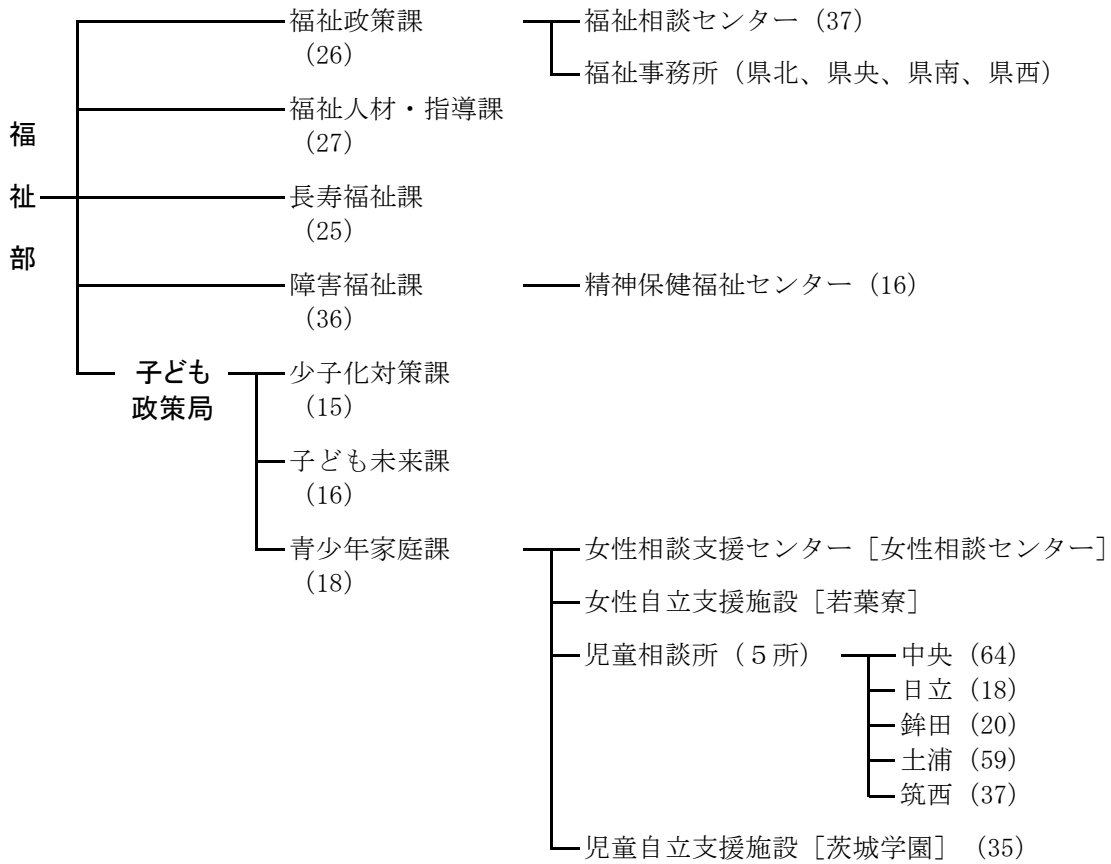 福祉部
福祉政策課
（26）
福祉相談センター（37）
福祉事務所（県北、県央、県南、県西）
福祉人材・指導課
（27）
長寿福祉課
（25）
障害福祉課
（36）
精神保健福祉センター（16）
子ども
政策局
少子化対策課
（15）
子ども未来課
（16）
青少年家庭課
（18）
女性相談支援センター［女性相談センター］
女性自立支援施設［若葉寮］
児童相談所（５所）
中央（64）
日立（18）
鉾田（20）
土浦（59）
筑西（37）
児童自立支援施設［茨城学園］（35）